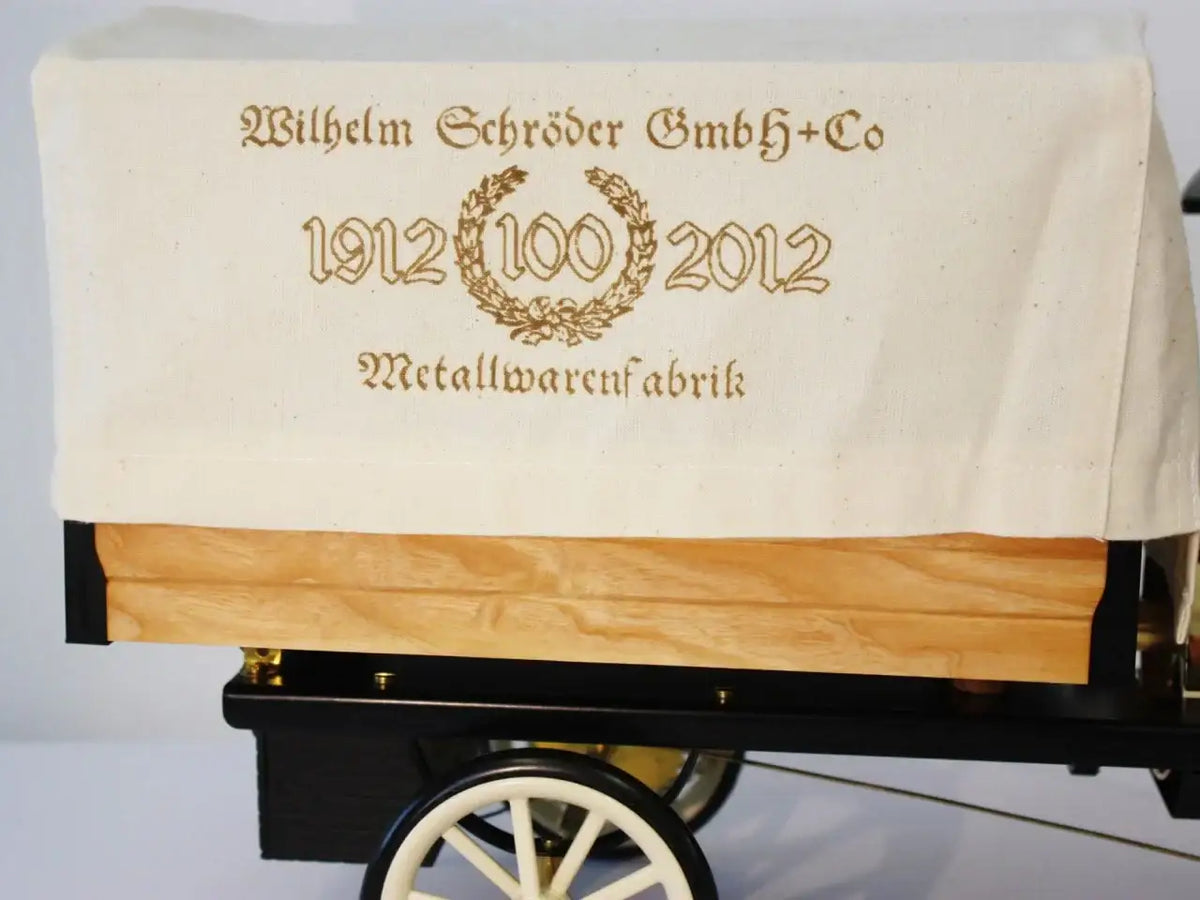 Wilhelm Schröder GmbH+Co
1912 100 2012
Metallwarenfabrik